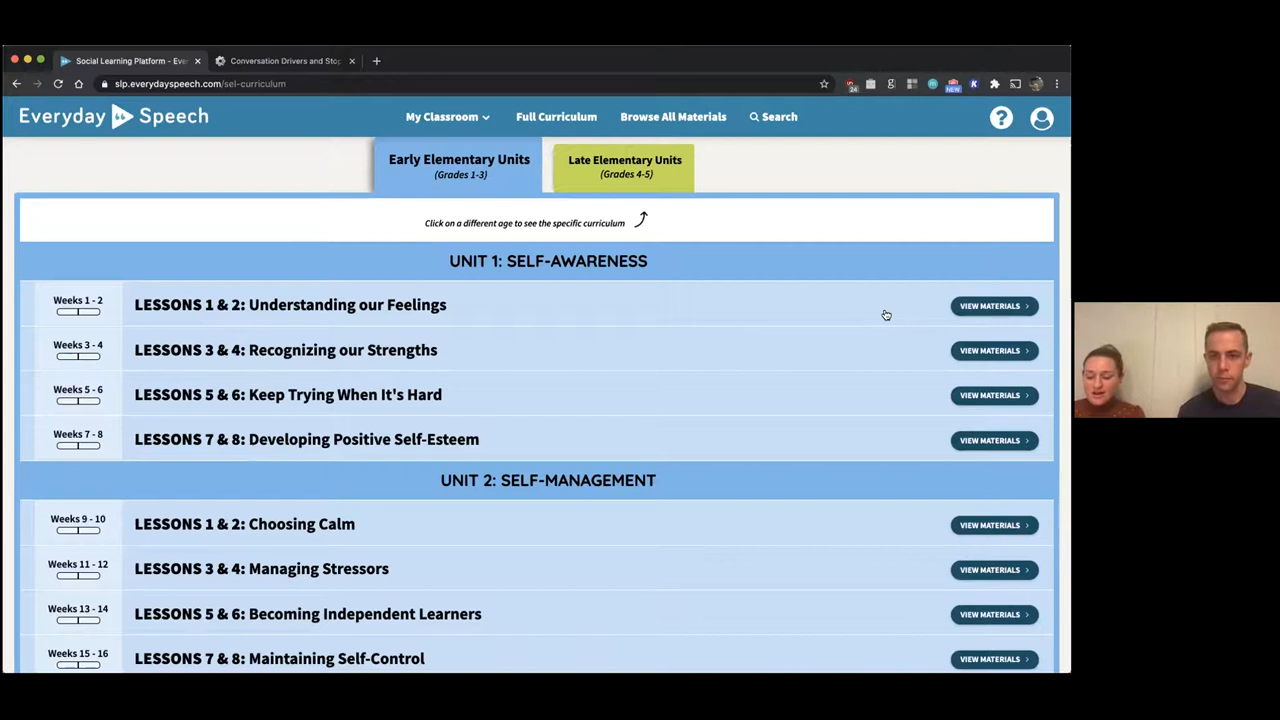 Social Learning Platform - Eve
Conversation Drivers and Stop
slp.everydayspeech.com/sel-curriculum
24
NEW
Everyday Speech
My Classroom
Full Curriculum
Browse All Materials
Search
?
Early Elementary Units
(Grades 1-3)
Late Elementary Units
(Grades 4-5)
Click on a different age to see the specific curriculum
UNIT 1: SELF-AWARENESS
Weeks 1 - 2
LESSONS 1 & 2: Understanding our Feelings
VIEW MATERIALS
Weeks 3 - 4
LESSONS 3 & 4: Recognizing our Strengths
VIEW MATERIALS
Weeks 5 - 6
LESSONS 5 & 6: Keep Trying When It's Hard
VIEW MATERIALS
Weeks 7 - 8
LESSONS 7 & 8: Developing Positive Self-Esteem
VIEW MATERIALS
UNIT 2: SELF-MANAGEMENT
Weeks 9 - 10
LESSONS 1 & 2: Choosing Calm
VIEW MATERIALS
Weeks 11 - 12
LESSONS 3 & 4: Managing Stressors
VIEW MATERIALS
Weeks 13 - 14
LESSONS 5 & 6: Becoming Independent Learners
VIEW MATERIALS
Weeks 15 - 16
LESSONS 7 & 8: Maintaining Self-Control
VIEW MATERIALS